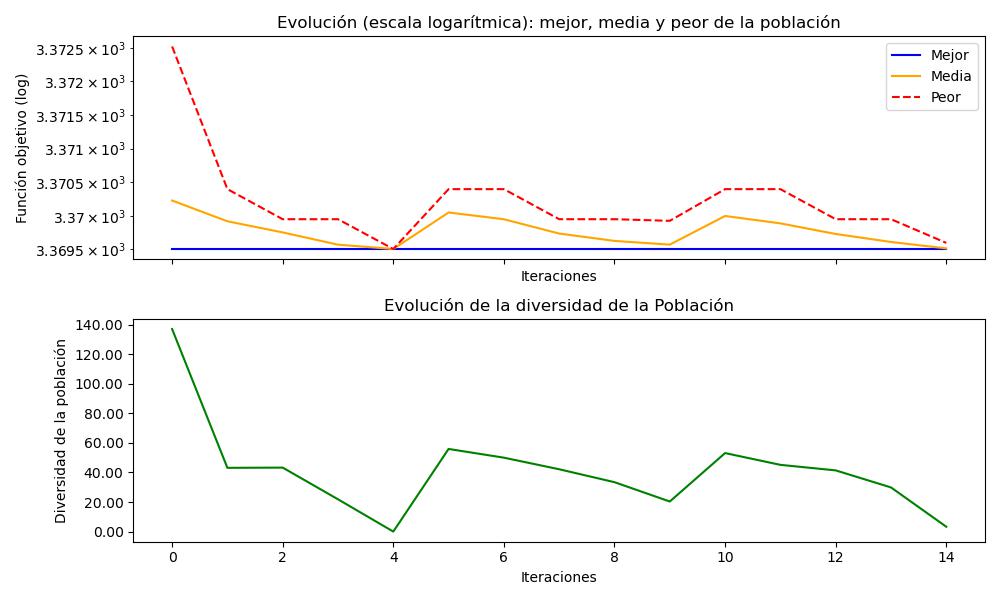 Evolución (escala logarítmica): mejor, media y peor de la población
Función objetivo (log)
3.3725 × 10³
3.372 × 10³
3.3715 × 10³
3.371 × 10³
3.3705 × 10³
3.37 × 10³
3.3695 × 10³
Mejor
Media
Peor
Iteraciones
Evolución de la diversidad de la Población
Diversidad de la población
140.00
120.00
100.00
80.00
60.00
40.00
20.00
0.00
0 2 4 6 8 10 12 14
Iteraciones